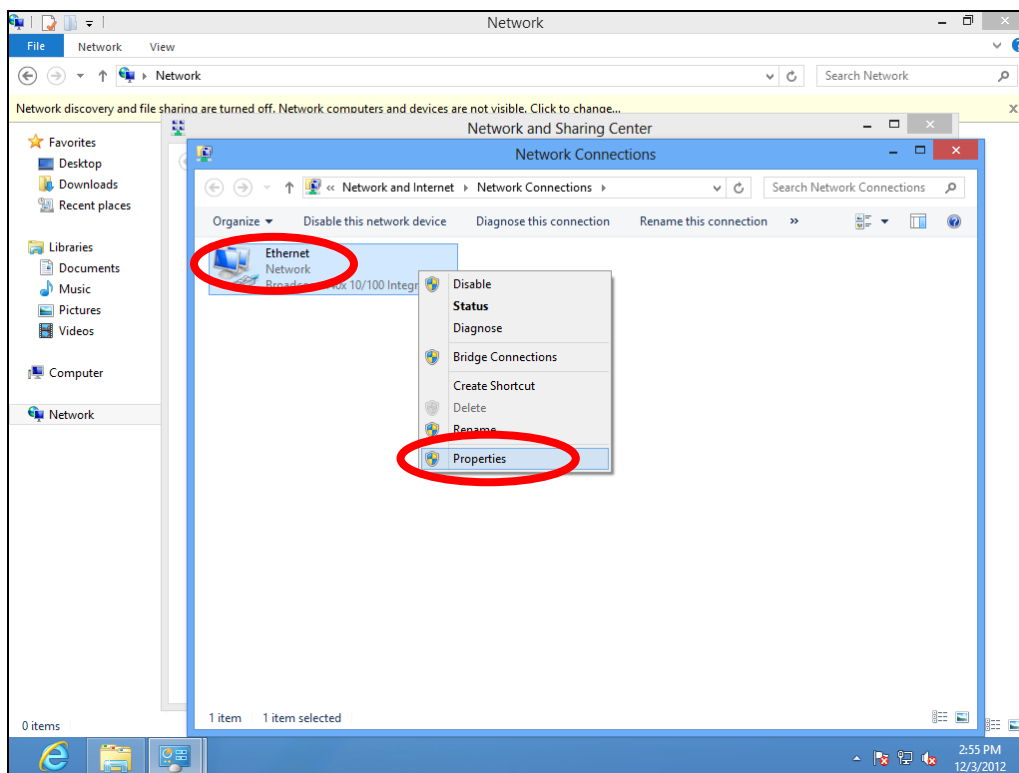 Network
File Network View
Network
Search Network
Network discovery and file sharing are turned off. Network computers and devices are not visible. Click to change...
Favorites
Desktop
Downloads
Recent places
Libraries
Documents
Music
Pictures
Videos
Computer
Network
0 items
Network and Sharing Center
Network Connections
« Network and Internet Network Connections
Search Network Connections
Organize Disable this network device Diagnose this connection Rename this connection »
Ethernet
Network
10/100 Integr
Disable
Status
Diagnose
Bridge Connections
Create Shortcut
Delete
Rename
Properties
1 item 1 item selected
2:55 PM
12/3/2012